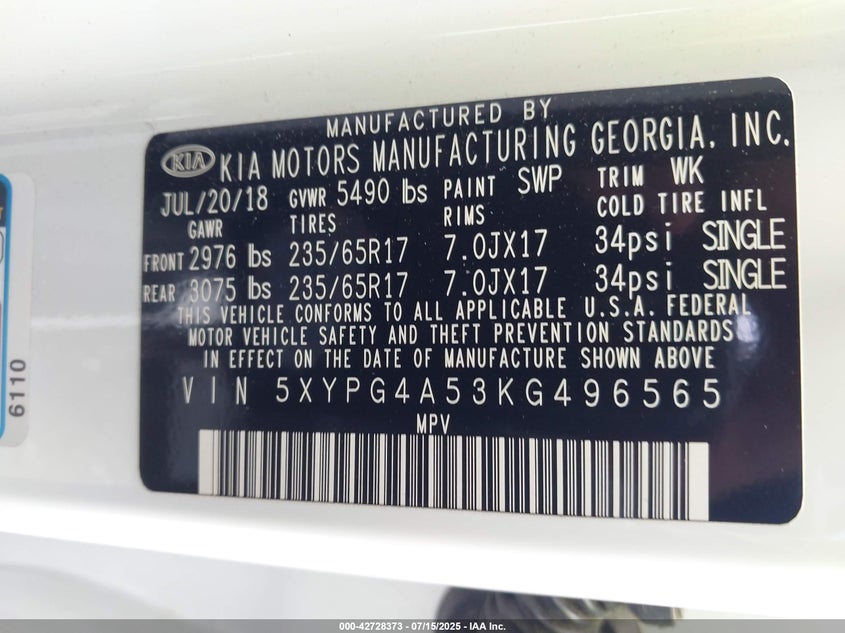 MANUFACTURED BY
KIA KIA MOTORS MANUFACTURING GEORGIA, INC.
JUL/20/18 GVWR 5490 lbs PAINT SWP TRIM WK
GAWR TIRES RIMS COLD TIRE INFL
FRONT 2976 lbs 235/65R17 7.0JX17 34psi SINGLE
REAR 3075 lbs 235/65R17 7.0JX17 34psi SINGLE
THIS VEHICLE CONFORMS TO ALL APPLICABLE U.S.A. FEDERAL
MOTOR VEHICLE SAFETY AND THEFT PREVENTION STANDARDS
IN EFFECT ON THE DATE OF MANUFACTURE SHOWN ABOVE
VIN 5XYPG4A53KG496565
MPV
6110
000-42728373 - 07/15/2025 - IAA Inc.